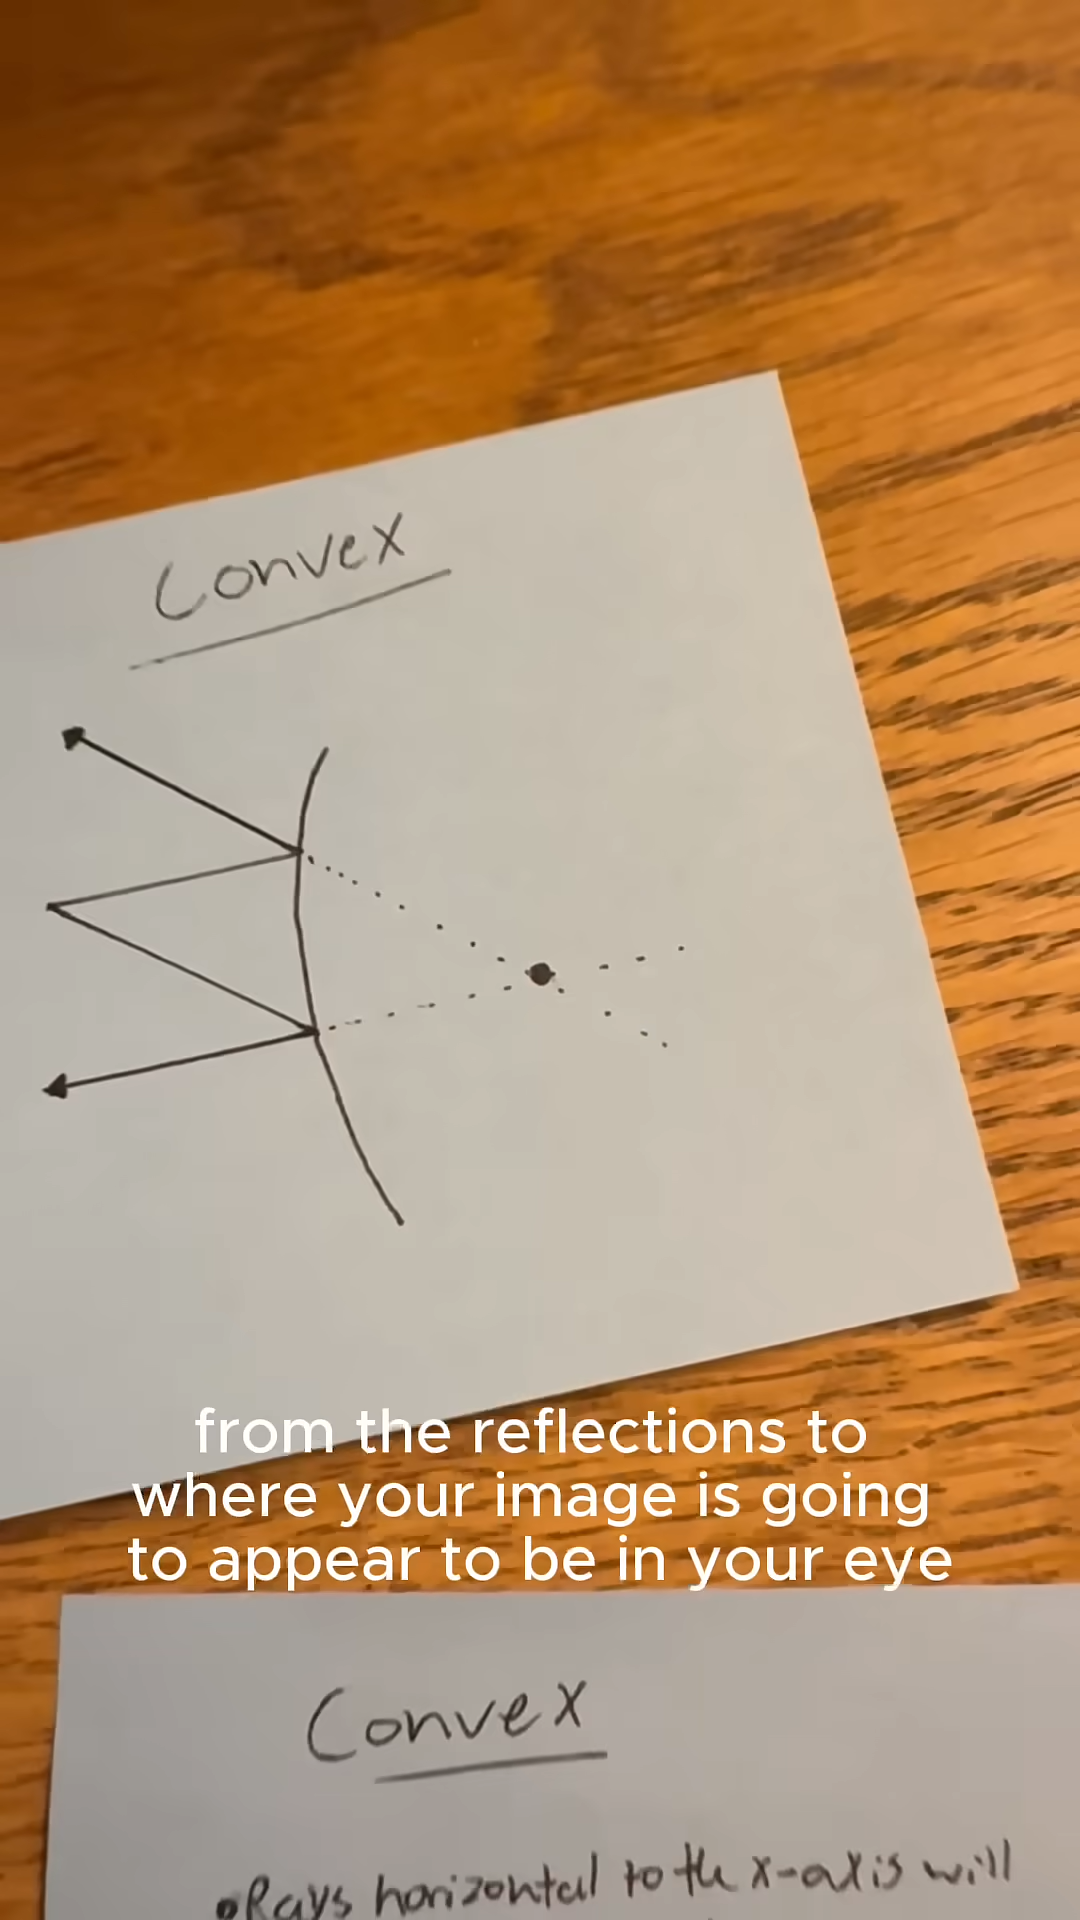 Convex
from the reflections to
where your image is going
to appear to be in your eye
Convex
•Rays horizontal to the x-axis will